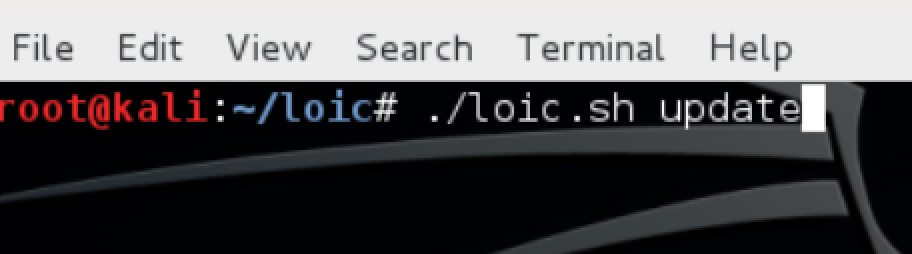 File Edit View Search Terminal Help
root@kali:~/loic# ./loic.sh update